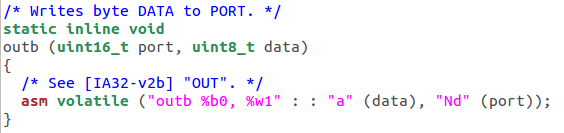 /* Writes byte DATA to PORT. */
static inline void
outb (uint16_t port, uint8_t data)
{
  /* See [IA32-v2b] "OUT". */
  asm volatile ("outb %b0, %w1" : : "a" (data), "Nd" (port));
}